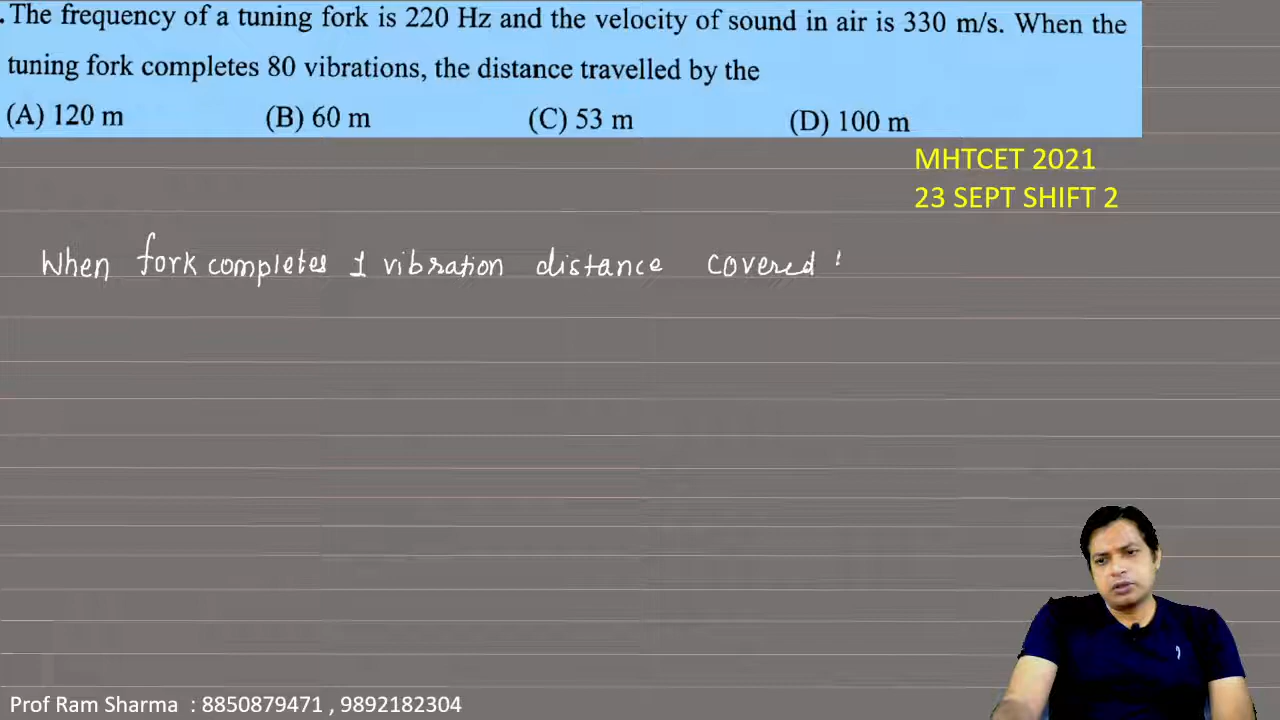 .The frequency of a tuning fork is 220 Hz and the velocity of sound in air is 330 m/s. When the
tuning fork completes 80 vibrations, the distance travelled by the
(A) 120 m (B) 60 m (C) 53 m (D) 100 m
MHTCET 2021
23 SEPT SHIFT 2
When fork completes 1 vibration distance covered
Prof Ram Sharma : 8850879471 , 9892182304